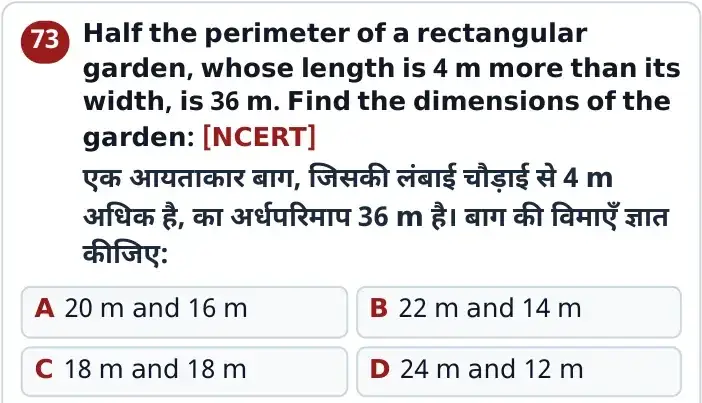 73 Half the perimeter of a rectangular
garden, whose length is 4 m more than its
width, is 36 m. Find the dimensions of the
garden: [NCERT]
एक आयताकार बाग, जिसकी लंबाई चौड़ाई से 4 m
अधिक है, का अर्धपरिमाप 36 m है। बाग की विमाएँ ज्ञात
कीजिए:
A 20 m and 16 m
B 22 m and 14 m
C 18 m and 18 m
D 24 m and 12 m